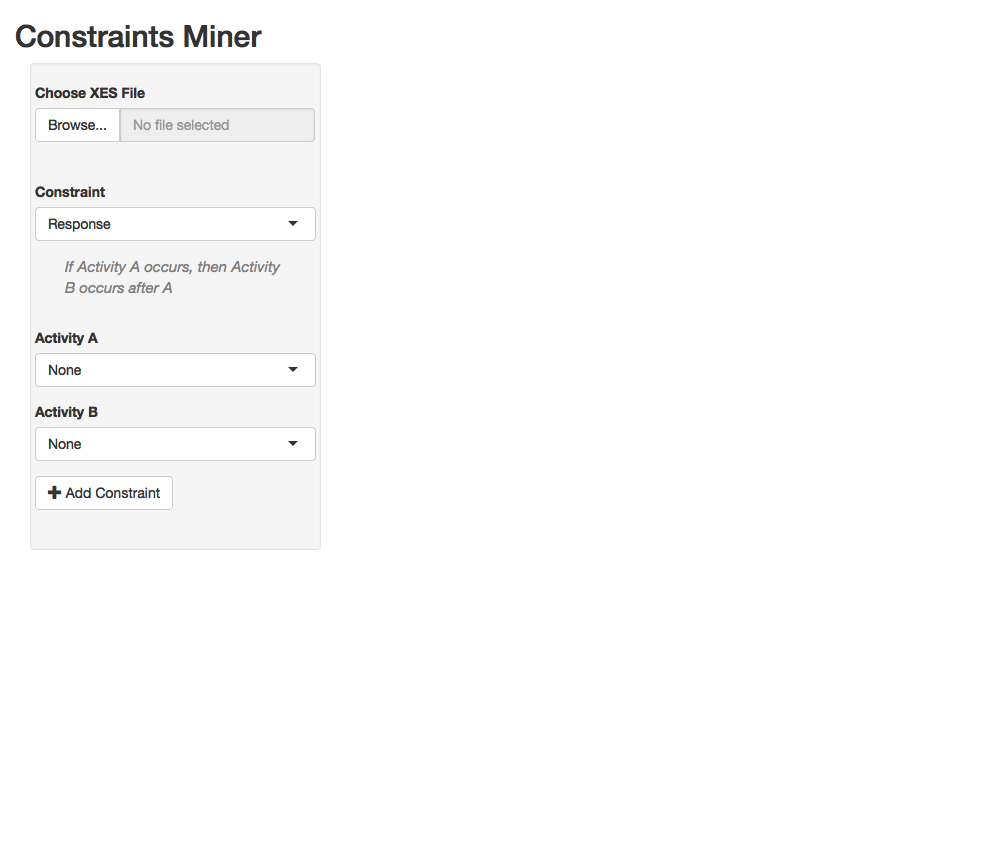 Constraints Miner
Choose XES File
Browse... No file selected
Constraint
Response
If Activity A occurs, then Activity
B occurs after A
Activity A
None
Activity B
None
Add Constraint